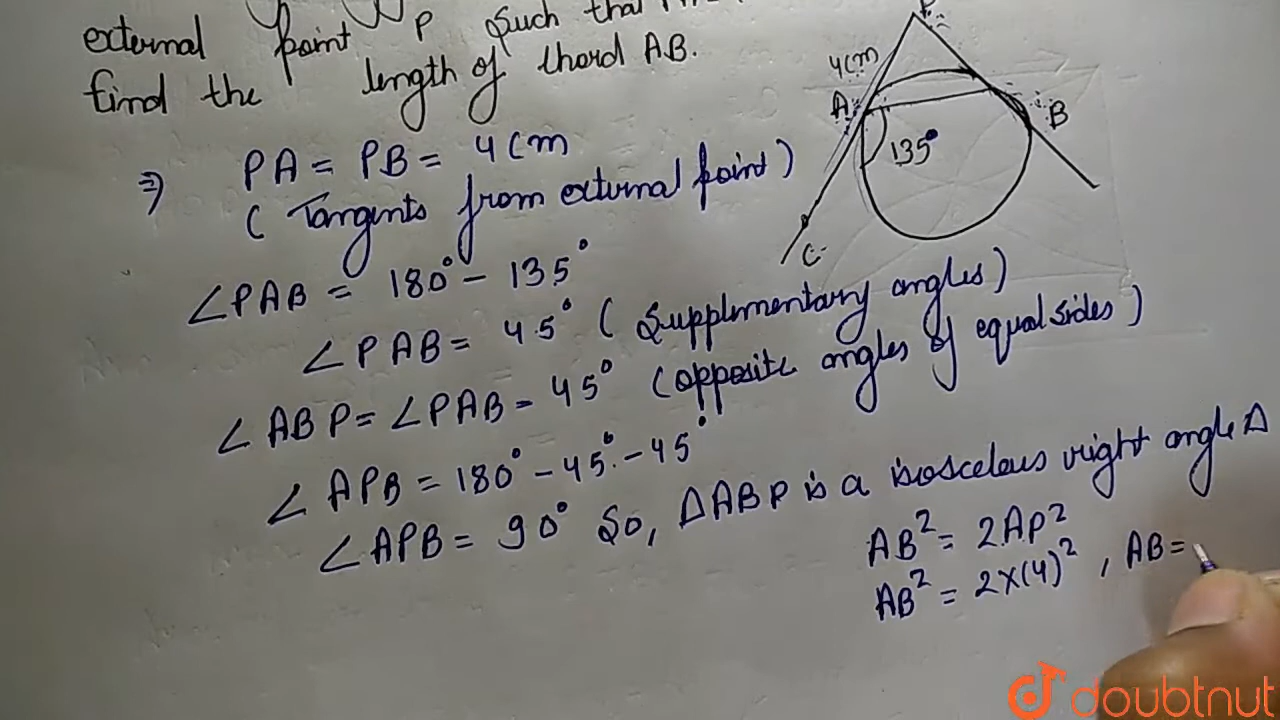 external point P such that
find the length of thord AB.
⇒ PA = PB = 4 Cm
( Tangents from external point )
∠PAB = 180° - 135°
∠PAB = 45° ( Supplementary angles )
∠ABP = ∠PAB = 45° ( opposite angles of equal sides )
∠APB = 180° - 45° - 45°
∠APB = 90° So, ΔABP is a isoscelous right angle Δ
AB² = 2AP²
AB² = 2×(4)² , AB =
P
4cm
A
B
135°
C
doubtnut